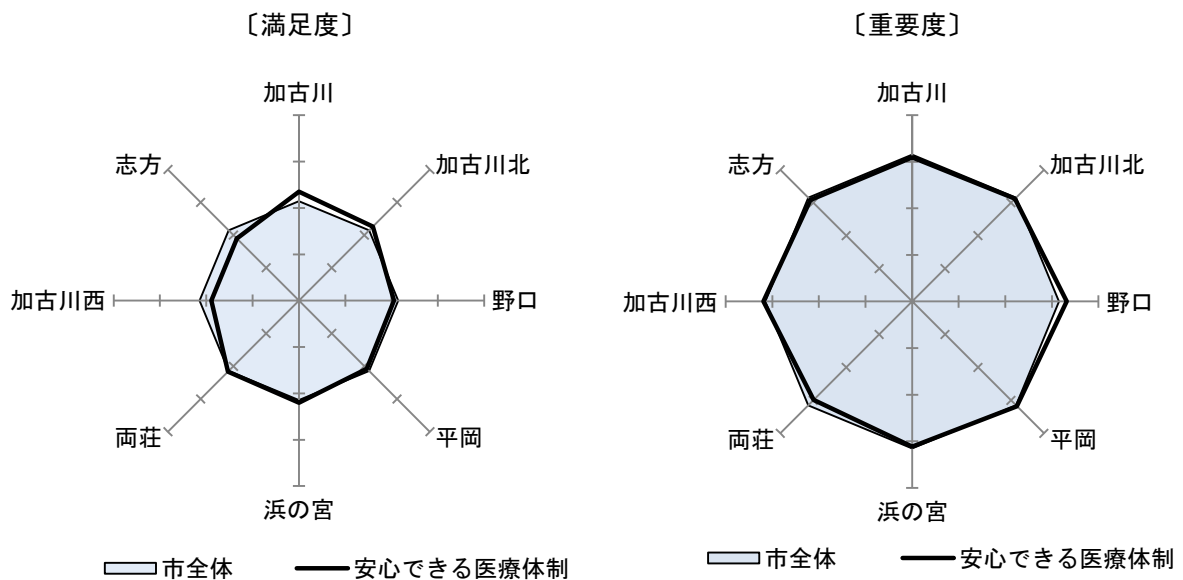 〔満足度〕
加古川
加古川北
野口
平岡
浜の宮
両荘
加古川西
志方
市全体
安心できる医療体制
〔重要度〕
加古川
加古川北
野口
平岡
浜の宮
両荘
加古川西
志方
市全体
安心できる医療体制